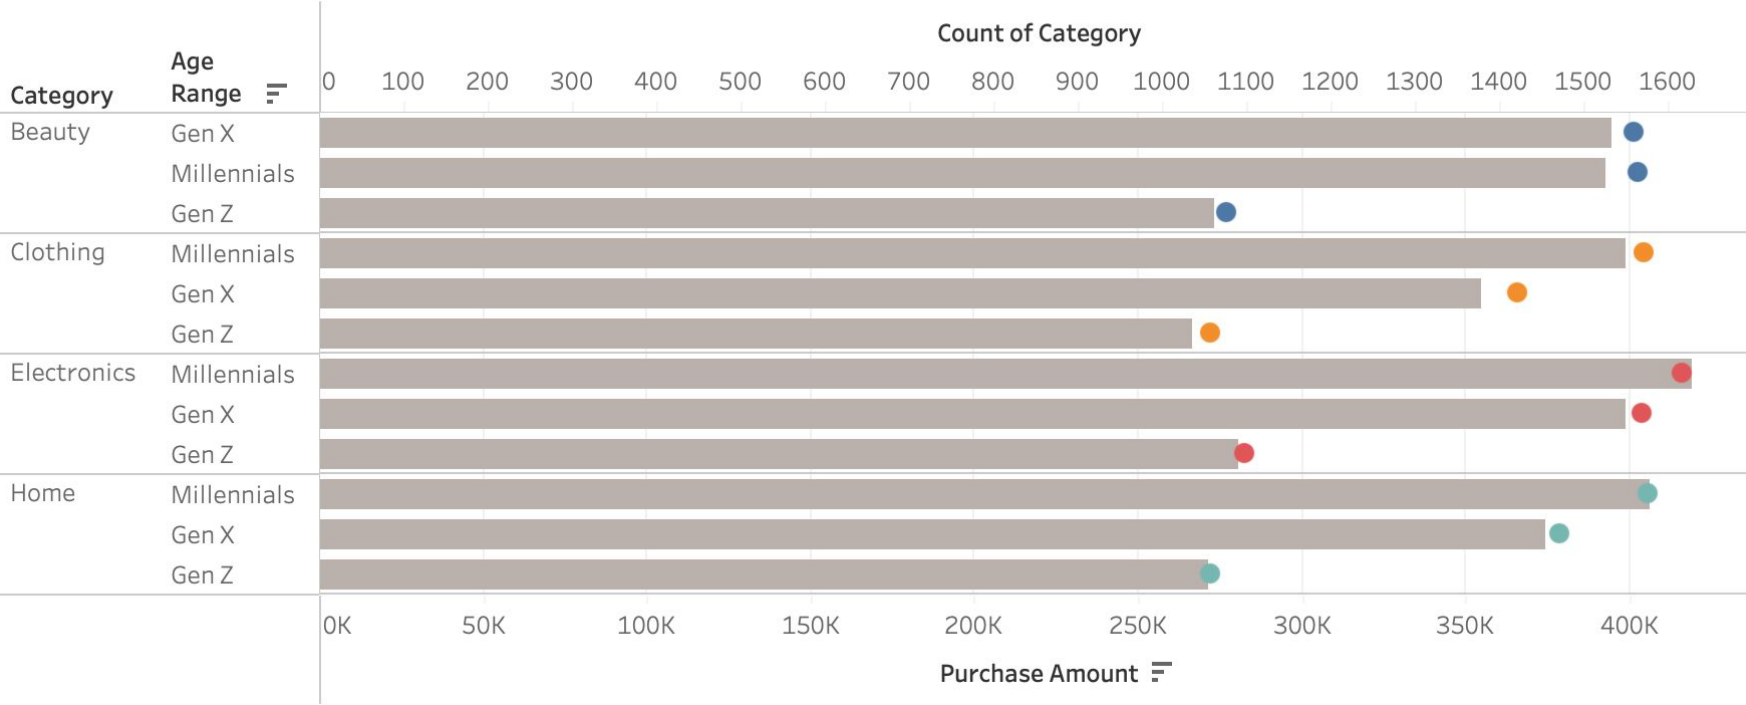 Count of Category
Category Age Range
0 100 200 300 400 500 600 700 800 900 1000 1100 1200 1300 1400 1500 1600
Beauty Gen X
Millennials
Gen Z
Clothing Millennials
Gen X
Gen Z
Electronics Millennials
Gen X
Gen Z
Home Millennials
Gen X
Gen Z
0K 50K 100K 150K 200K 250K 300K 350K 400K
Purchase Amount